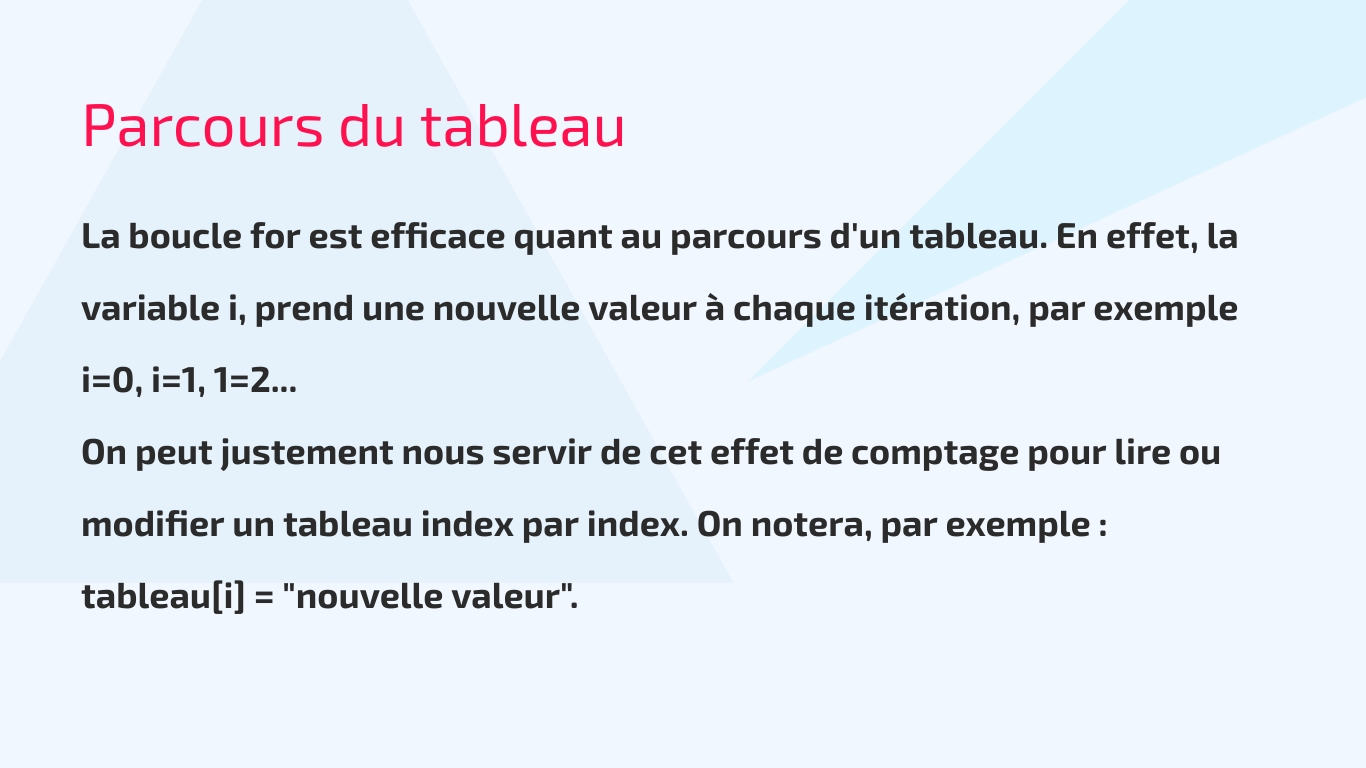 Parcours du tableau
La boucle for est efficace quant au parcours d'un tableau. En effet, la
variable i, prend une nouvelle valeur à chaque itération, par exemple
i=0, i=1, 1=2...
On peut justement nous servir de cet effet de comptage pour lire ou
modifier un tableau index par index. On notera, par exemple :
tableau[i] = "nouvelle valeur".